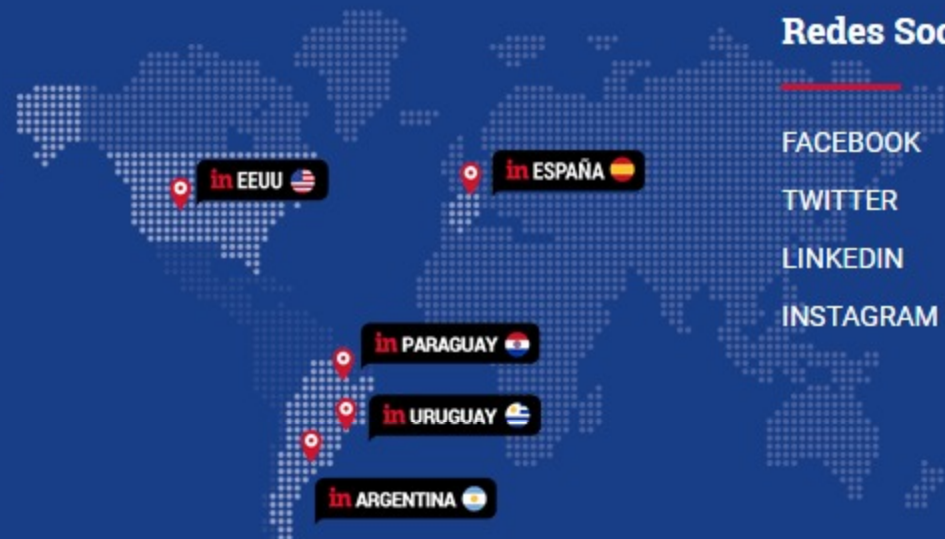 Redes Soc
FACEBOOK
TWITTER
LINKEDIN
INSTAGRAM
in EEUU
in ESPAÑA
in PARAGUAY
in URUGUAY
in ARGENTINA